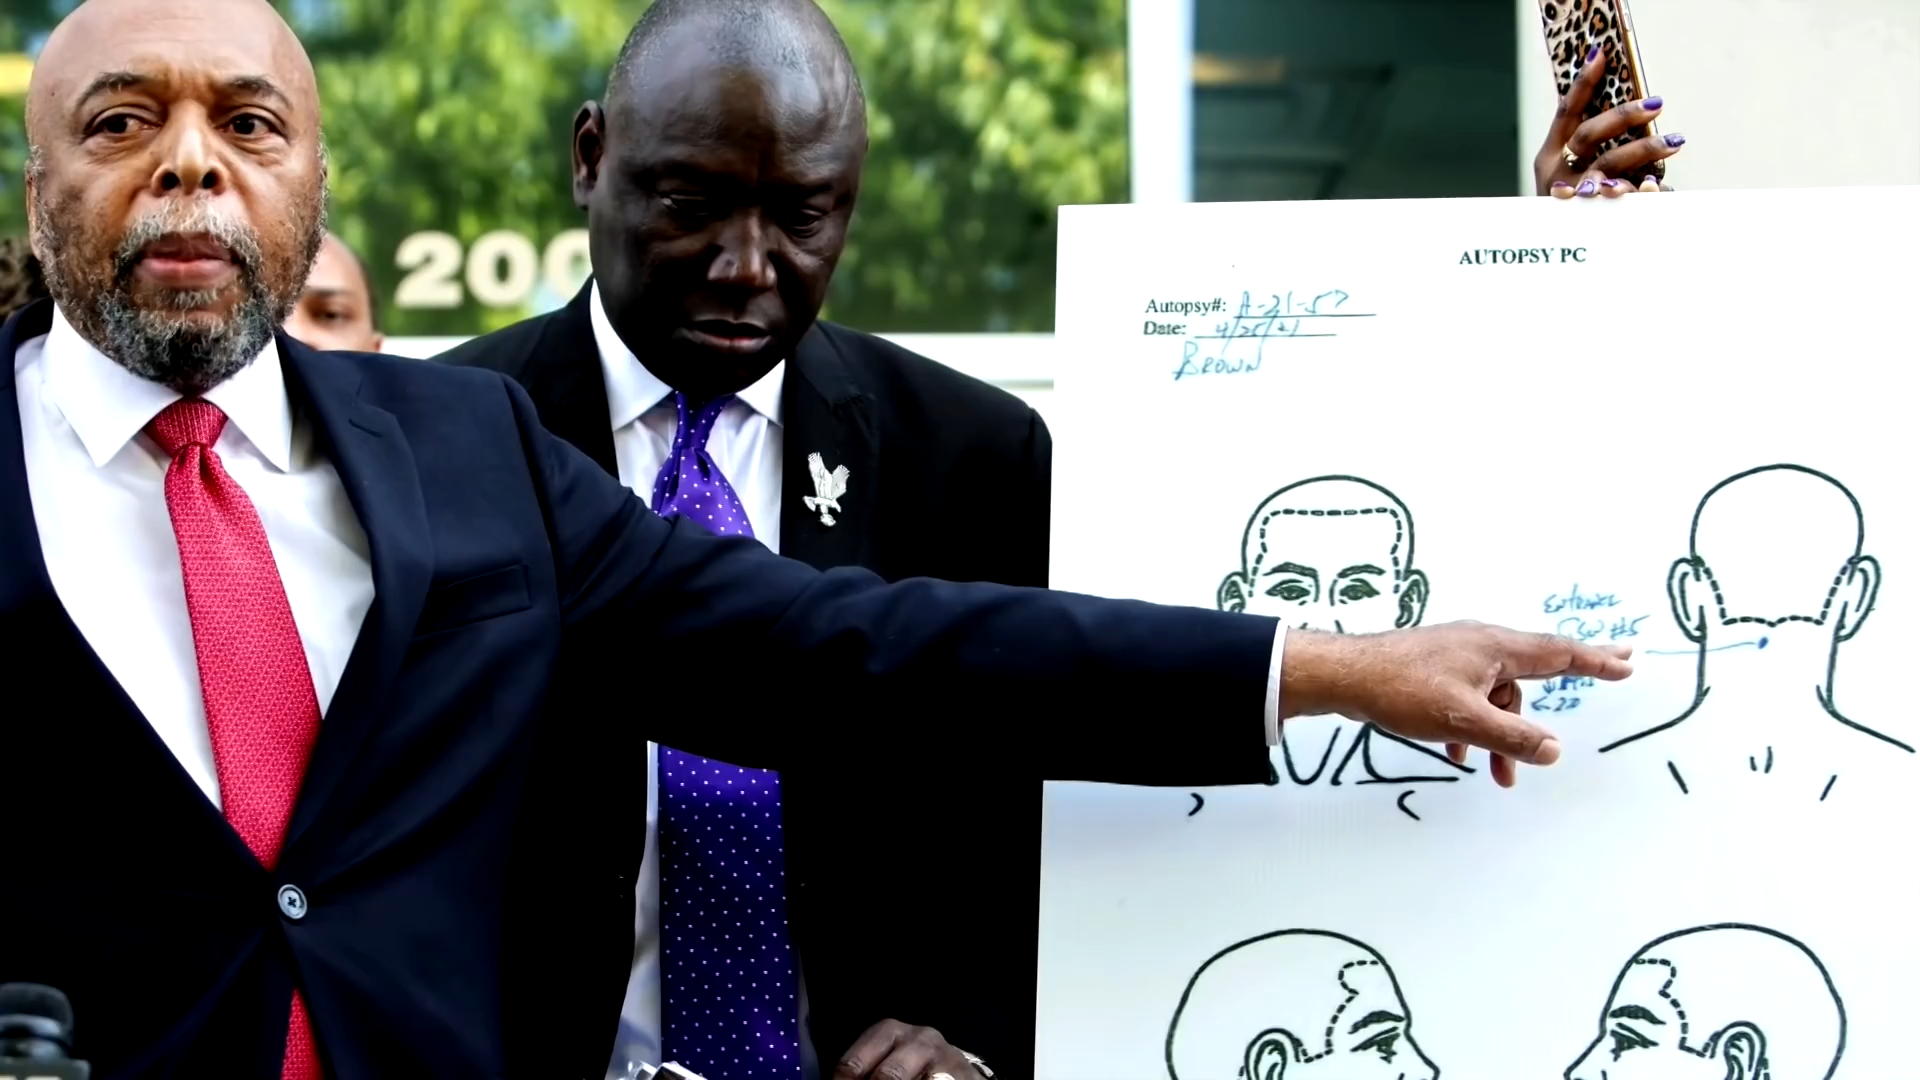 200
AUTOPSY PC
Autopsy#: A-21-57
Date: 4/25/21
BROWN
Entrance
GSW #5